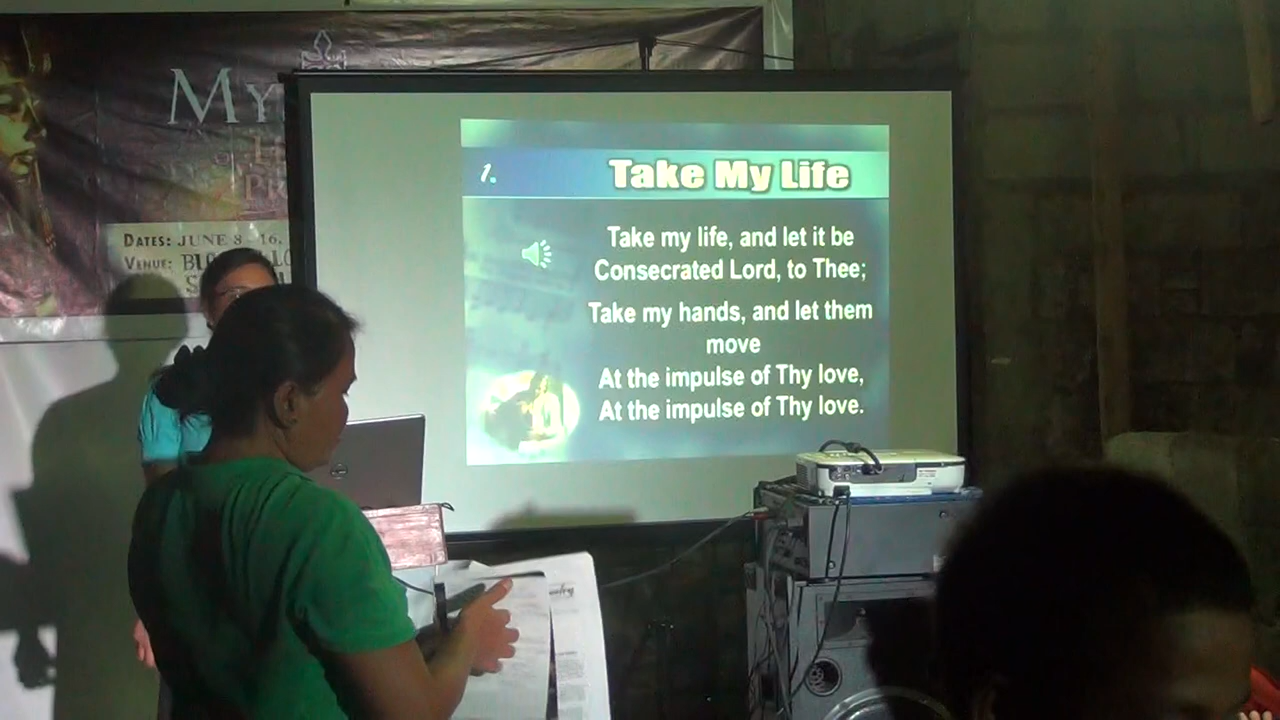 My
DATES: JUNE 8-16,
VENUE:
1.
Take My Life
Take my life, and let it be
Consecrated Lord, to Thee;
Take my hands, and let them
move
At the impulse of Thy love,
At the impulse of Thy love.